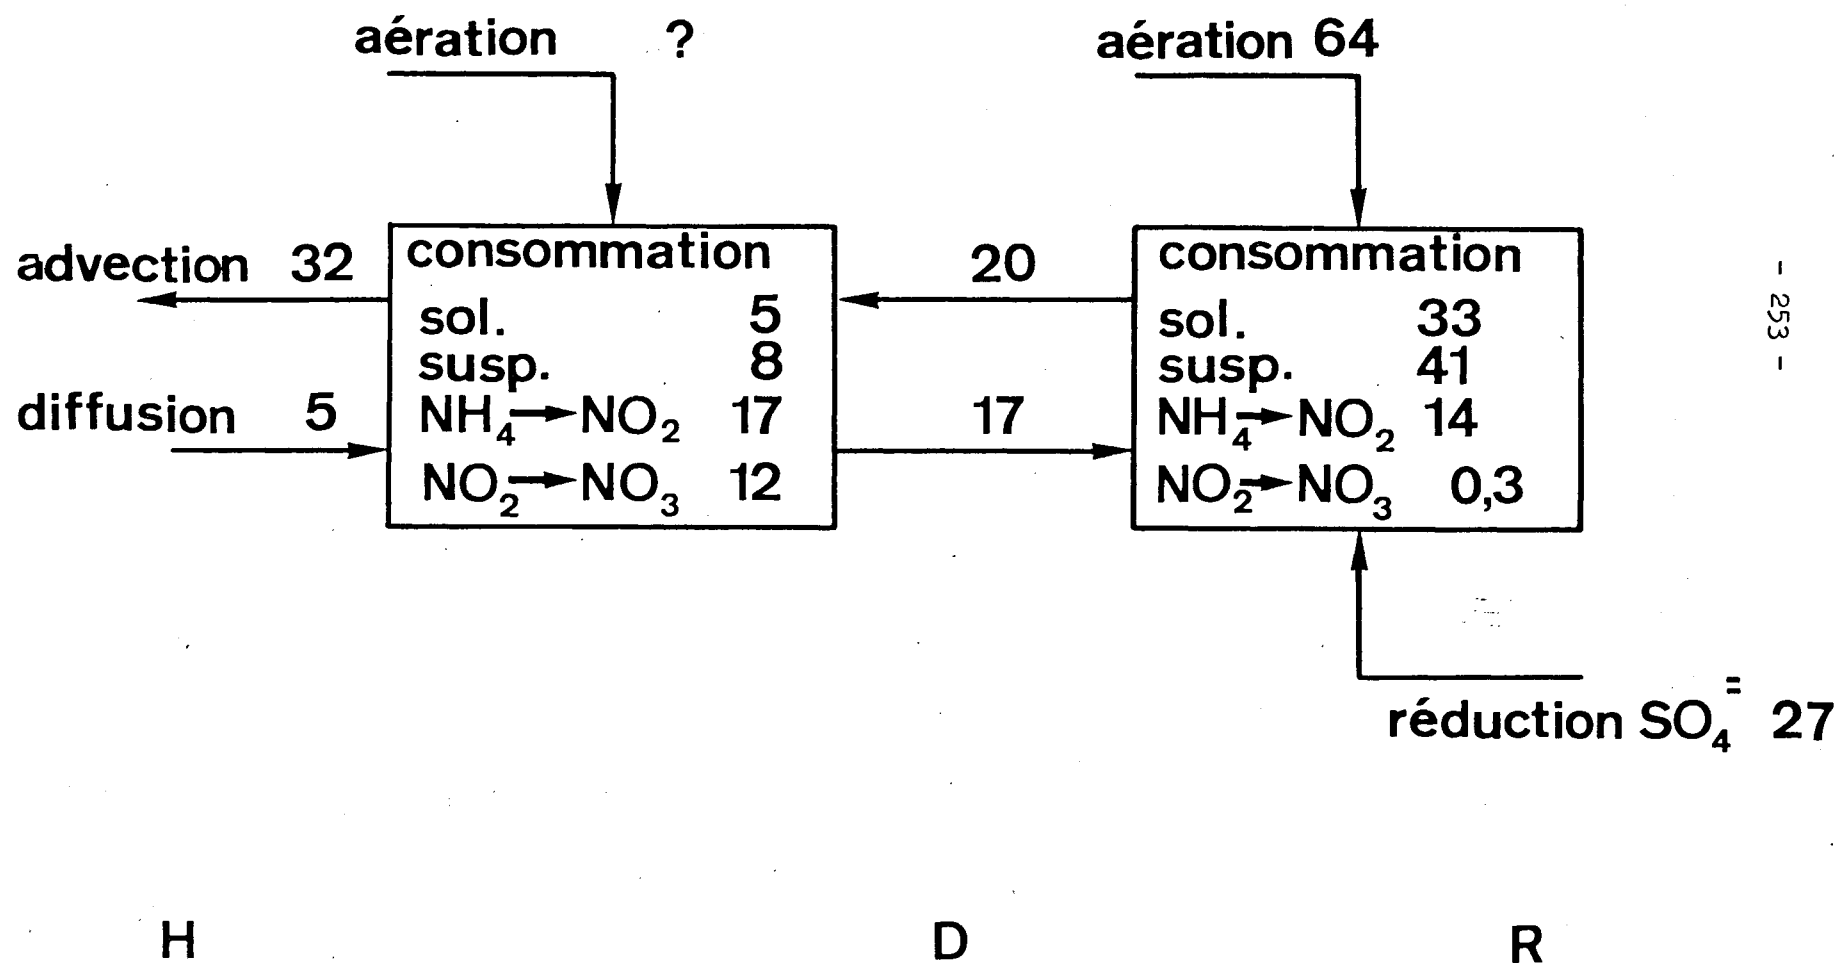 aération ?
aération 64
advection 32
diffusion 5
consommation
sol. 5
susp. 8
NH₄→NO₂ 17
NO₂→NO₃ 12
20
17
consommation
sol. 33
susp. 41
NH₄→NO₂ 14
NO₂→NO₃ 0,3
réduction SO₄⁼ 27
H D R
- 253 -